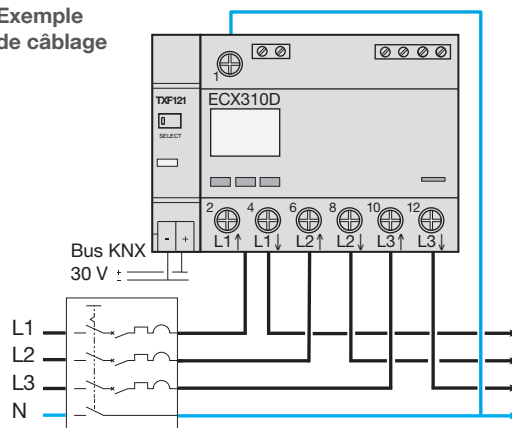 Exemple
de câblage
1
TXF121
SELECT
ECX310D
2 4 6 8 10 12
L1↑ L1↓ L2↑ L2↓ L3↑ L3↓
- +
Bus KNX
30 V + -
L1
L2
L3
N